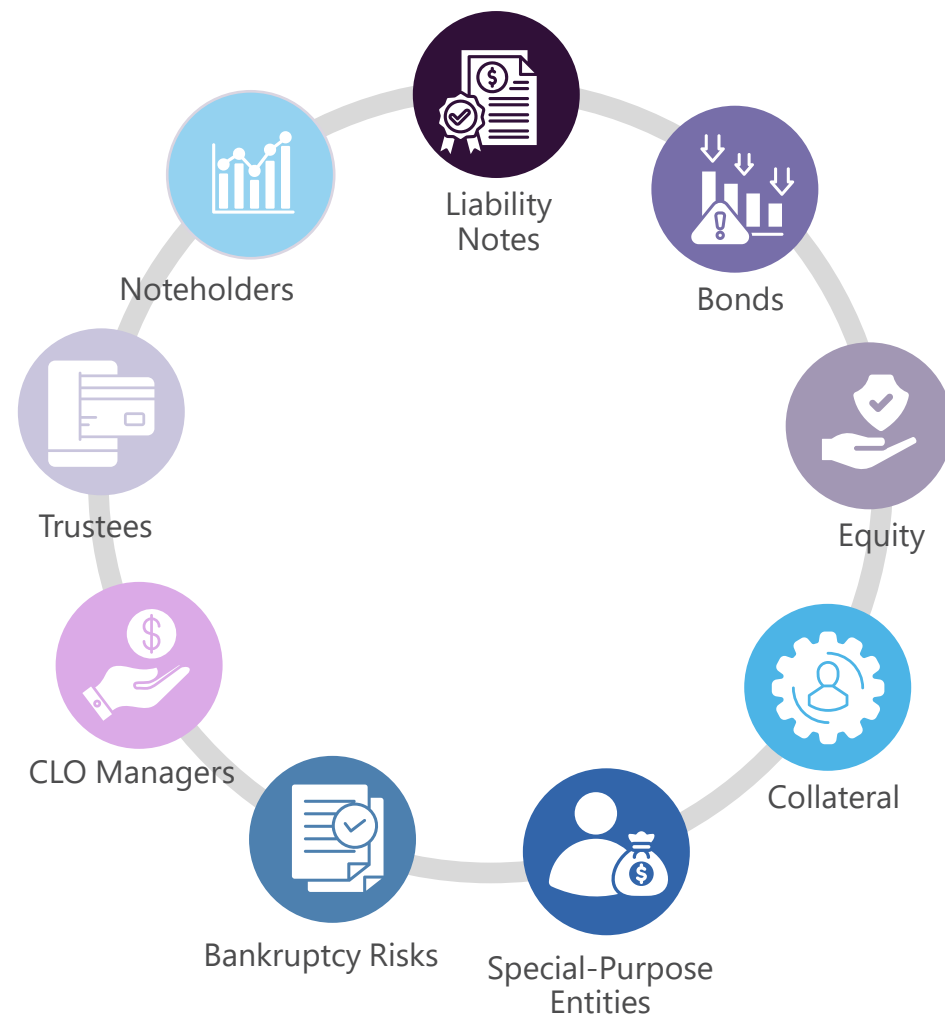 Liability
Notes
Bonds
Equity
Collateral
Special-Purpose
Entities
Bankruptcy Risks
CLO Managers
Trustees
Noteholders